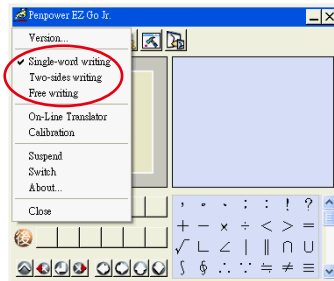 Penpower EZ Go Jr.
Version...
✓ Single-word writing
Two-sides writing
Free writing
On-Line Translator
Calibration
Suspend
Switch
About...
Close
, 。 . ; : ! ?
+ − × ÷ < > =
√ ∟ ∠ | ∥ ∩ ∪
∫ ∮ ∴ ∵ ≒ ≠ ≡